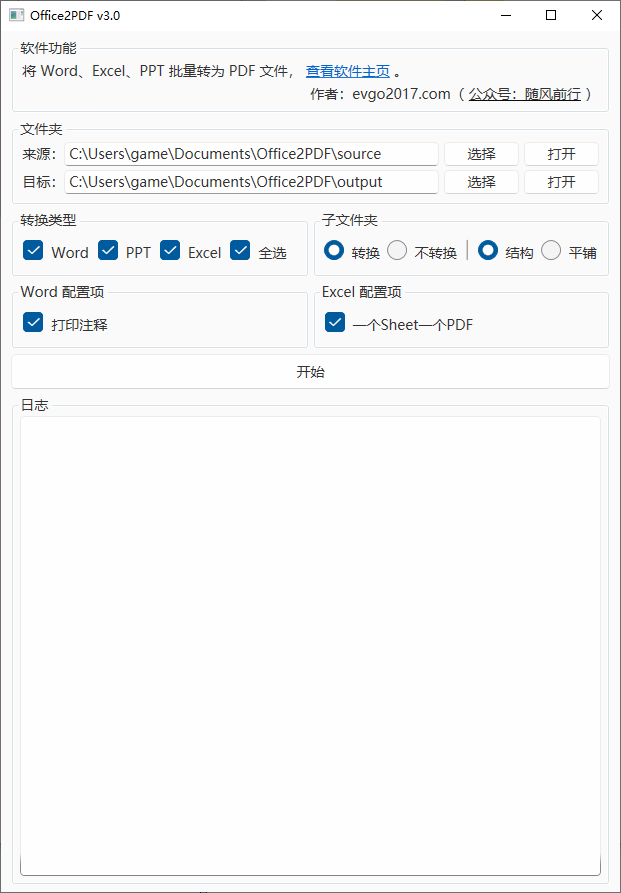 Office2PDF v3.0
软件功能
将 Word、Excel、PPT 批量转为 PDF 文件， 查看软件主页 。
作者：evgo2017.com（ 公众号：随风前行 ）
文件夹
来源： C:\Users\game\Documents\Office2PDF\source 选择 打开
目标： C:\Users\game\Documents\Office2PDF\output 选择 打开
转换类型
Word PPT Excel 全选
子文件夹
转换 不转换 | 结构 平铺
Word 配置项
打印注释
Excel 配置项
一个Sheet一个PDF
开始
日志